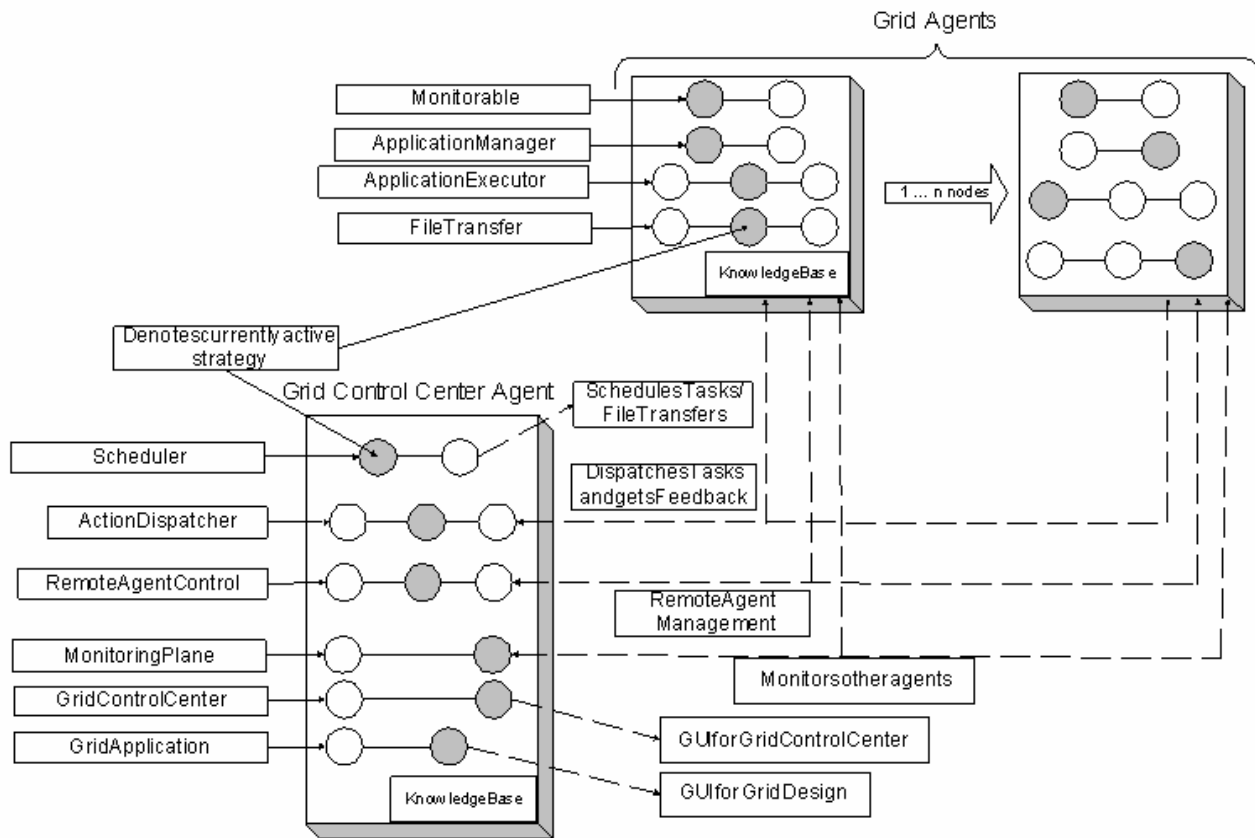 Grid Agents
Monitorable
ApplicationManager
ApplicationExecutor
FileTransfer
1 ... n nodes
KnowledgeBase
Denotescurrentlyactive
strategy
Grid Control Center Agent
SchedulesTasks/
FileTransfers
Scheduler
DispatchesTasks
andgetsFeedback
ActionDispatcher
RemoteAgentControl
RemoteAgent
Management
MonitoringPlane
Monitorsotheragents
GridControlCenter
GUIforGridControlCenter
GridApplication
GUIforGridDesign
KnowledgeBase